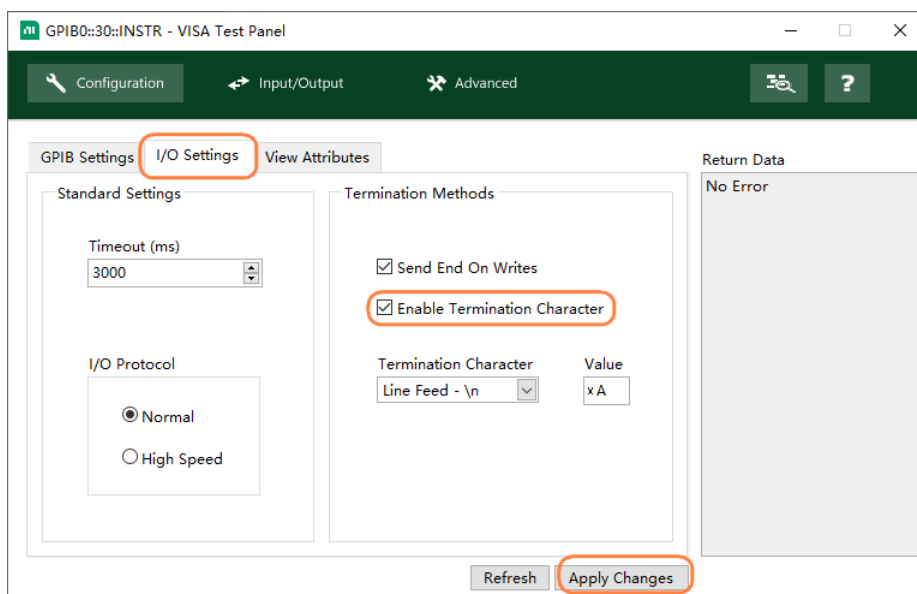 GPIB0::30::INSTR - VISA Test Panel
Configuration
Input/Output
Advanced
?
GPIB Settings
I/O Settings
View Attributes
Return Data
No Error
Standard Settings
Timeout (ms)
3000
I/O Protocol
Normal
High Speed
Termination Methods
Send End On Writes
Enable Termination Character
Termination Character
Value
Line Feed - \n
xA
Refresh
Apply Changes